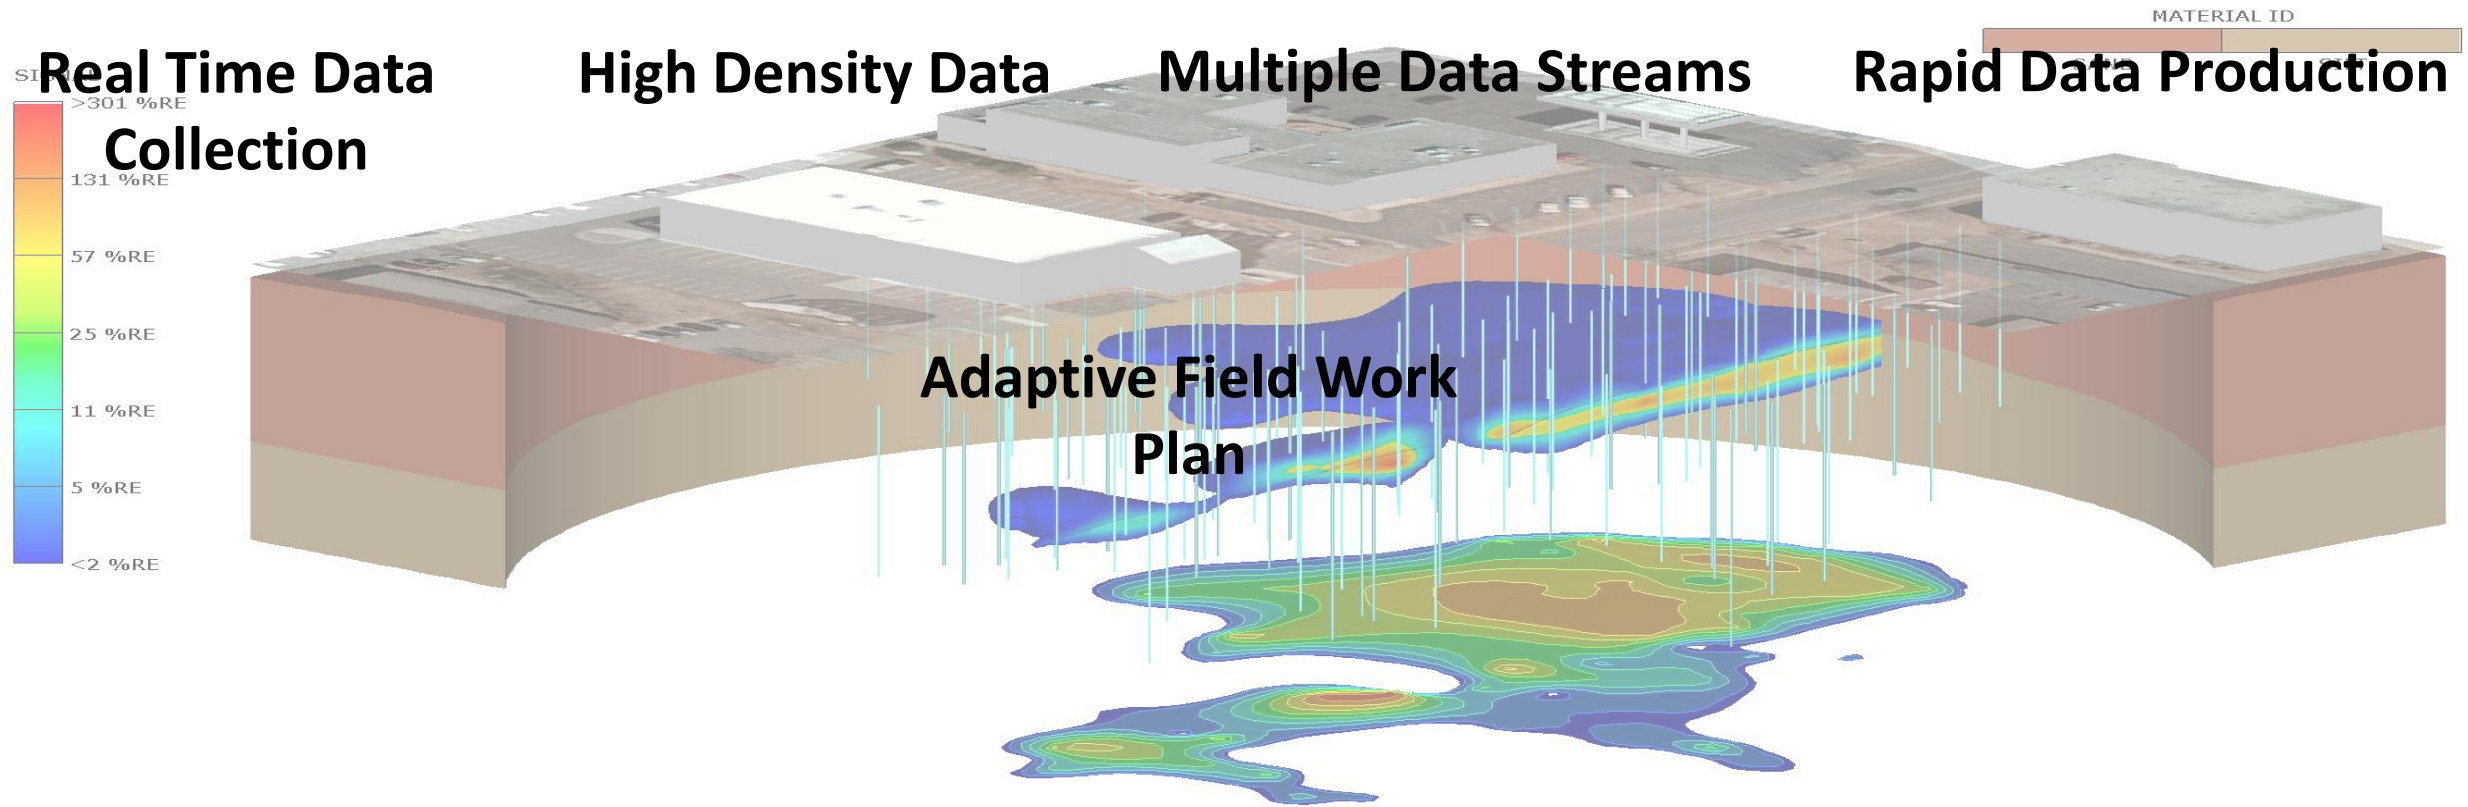 MATERIAL ID
Real Time Data
Collection
High Density Data
Multiple Data Streams
Rapid Data Production
>301 %RE
131 %RE
57 %RE
25 %RE
11 %RE
5 %RE
<2 %RE
Adaptive Field Work
Plan